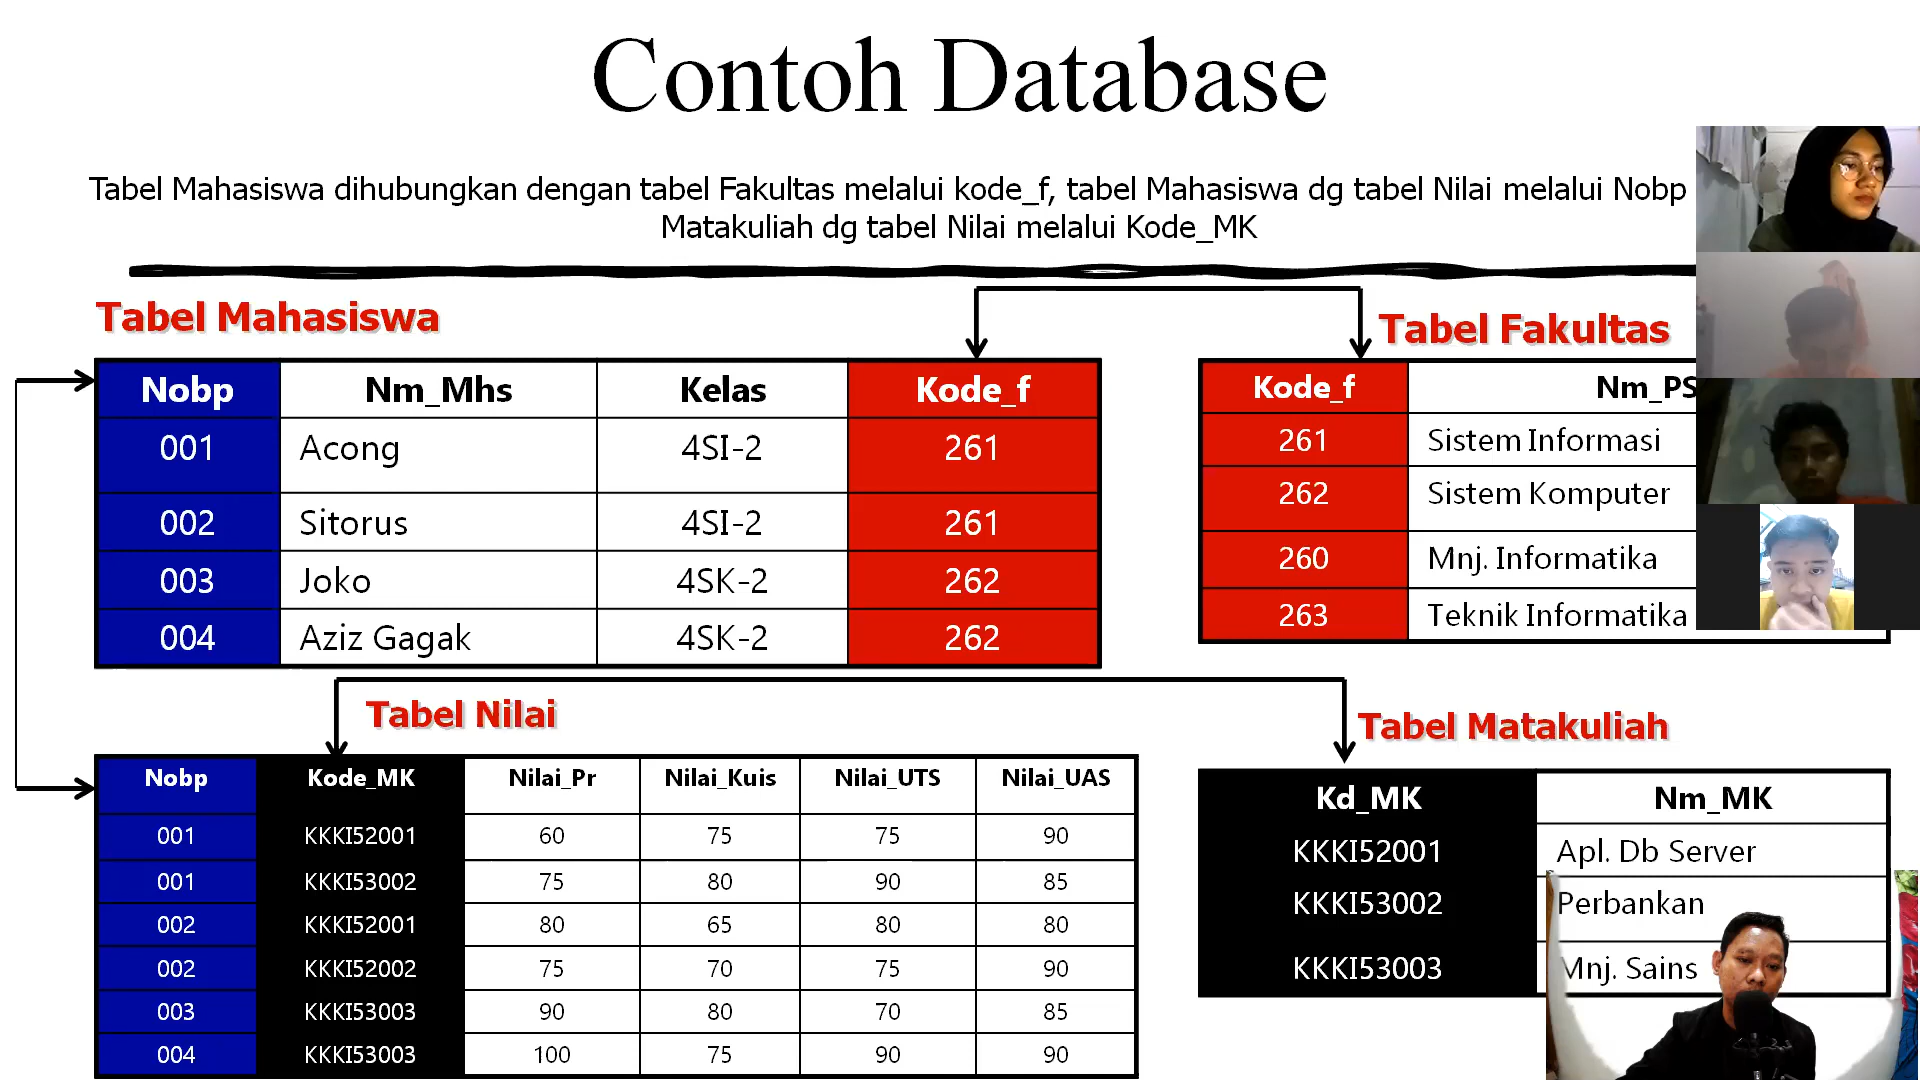 Contoh Database
Tabel Mahasiswa dihubungkan dengan tabel Fakultas melalui kode_f, tabel Mahasiswa dg tabel Nilai melalui Nobp
Matakuliah dg tabel Nilai melalui Kode_MK
Tabel Mahasiswa
Nobp Nm_Mhs Kelas Kode_f
001 Acong 4SI-2 261
002 Sitorus 4SI-2 261
003 Joko 4SK-2 262
004 Aziz Gagak 4SK-2 262
Tabel Fakultas
Kode_f Nm_PS
261 Sistem Informasi
262 Sistem Komputer
260 Mnj. Informatika
263 Teknik Informatika
Tabel Nilai
Nobp Kode_MK Nilai_Pr Nilai_Kuis Nilai_UTS Nilai_UAS
001 KKKI52001 60 75 75 90
001 KKKI53002 75 80 90 85
002 KKKI52001 80 65 80 80
002 KKKI52002 75 70 75 90
003 KKKI53003 90 80 70 85
004 KKKI53003 100 75 90 90
Tabel Matakuliah
Kd_MK Nm_MK
KKKI52001 Apl. Db Server
KKKI53002 Perbankan
KKKI53003 Mnj. Sains